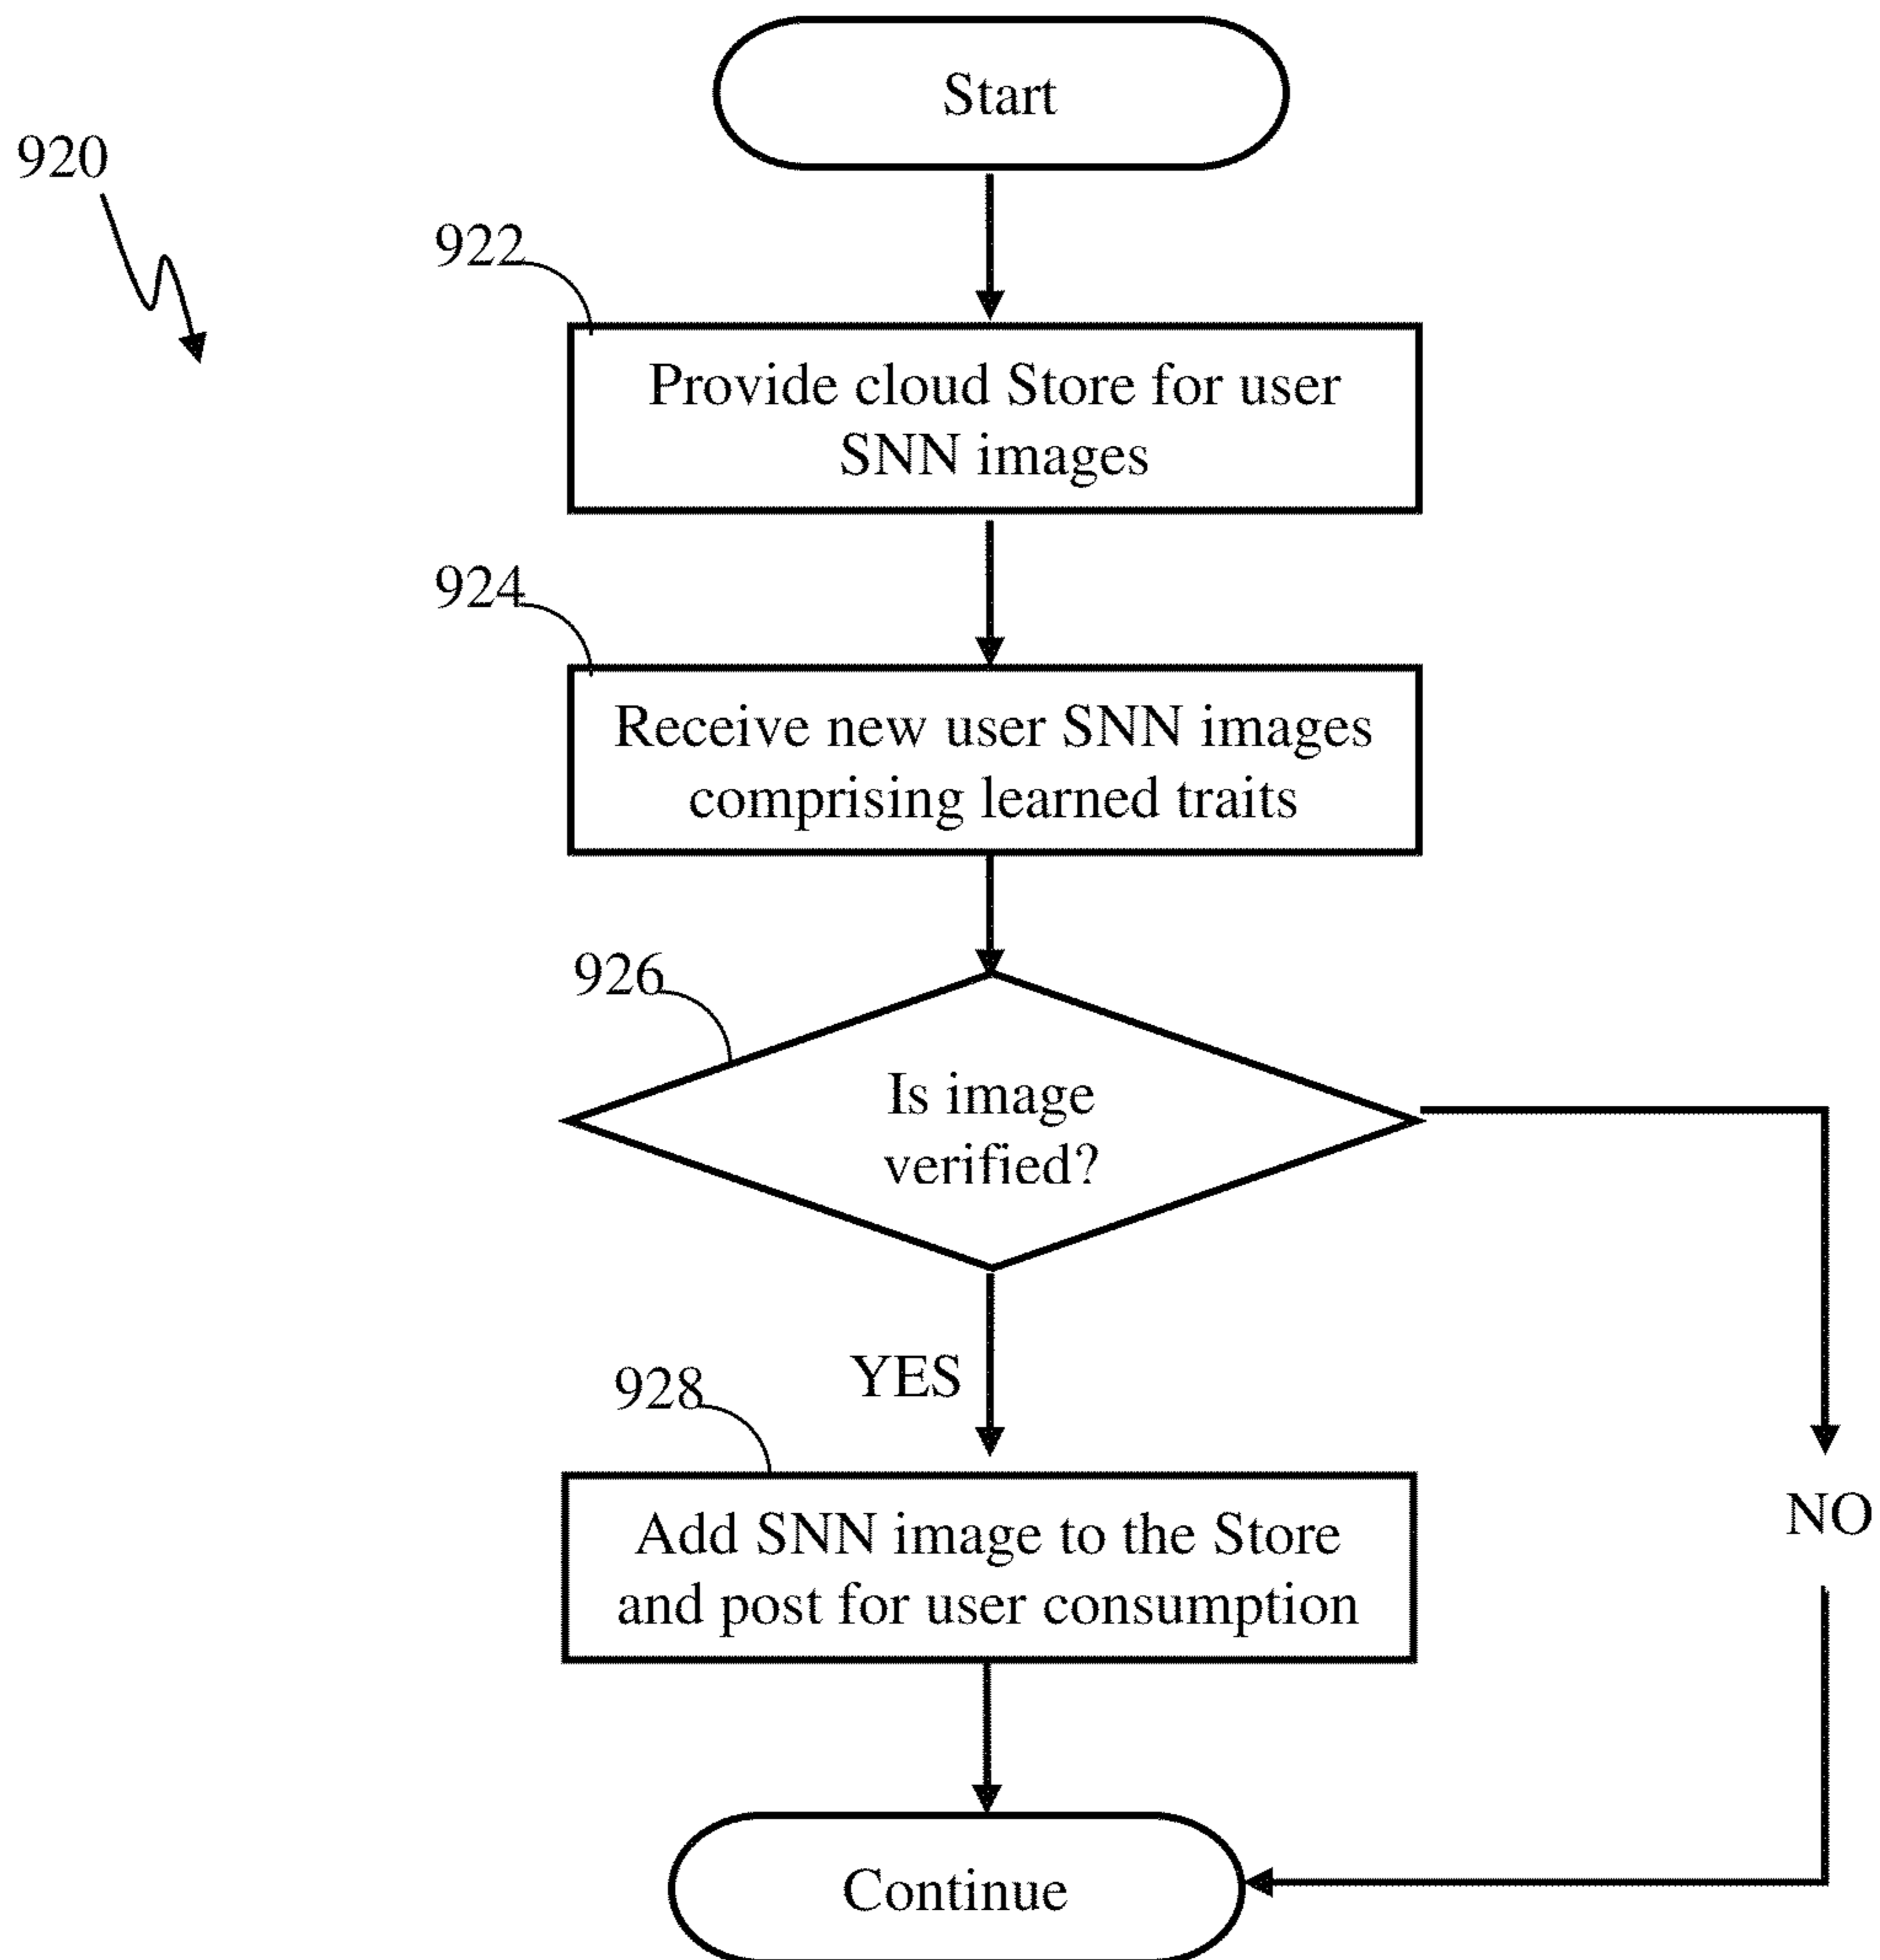 Start
920
922
Provide cloud Store for user
SNN images
924
Receive new user SNN images
comprising learned traits
926
Is image
verified?
YES
928
Add SNN image to the Store
and post for user consumption
NO
Continue